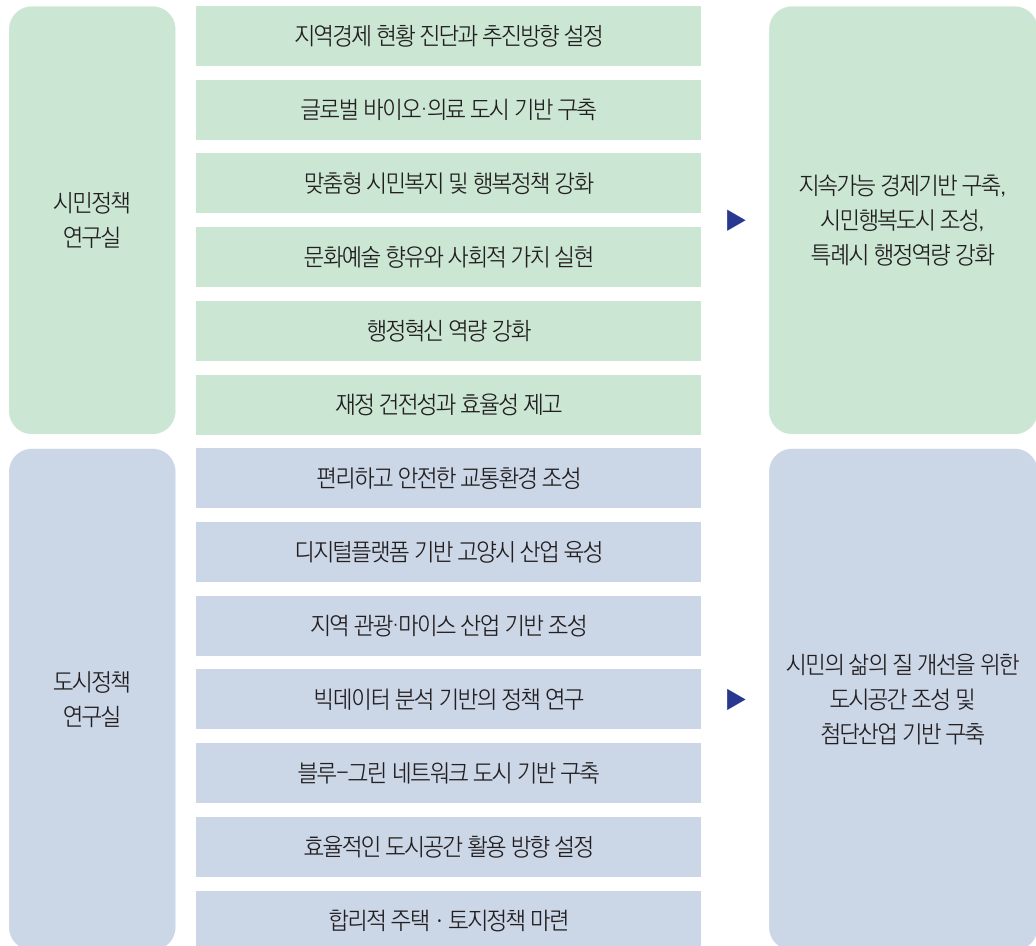 시민정책
연구실
지역경제 현황 진단과 추진방향 설정
글로벌 바이오·의료 도시 기반 구축
맞춤형 시민복지 및 행복정책 강화
문화예술 향유와 사회적 가치 실현
행정혁신 역량 강화
재정 건전성과 효율성 제고
지속가능 경제기반 구축,
시민행복도시 조성,
특례시 행정역량 강화
도시정책
연구실
편리하고 안전한 교통환경 조성
디지털플랫폼 기반 고양시 산업 육성
지역 관광·마이스 산업 기반 조성
빅데이터 분석 기반의 정책 연구
블루-그린 네트워크 도시 기반 구축
효율적인 도시공간 활용 방향 설정
합리적 주택 · 토지정책 마련
시민의 삶의 질 개선을 위한
도시공간 조성 및
첨단산업 기반 구축